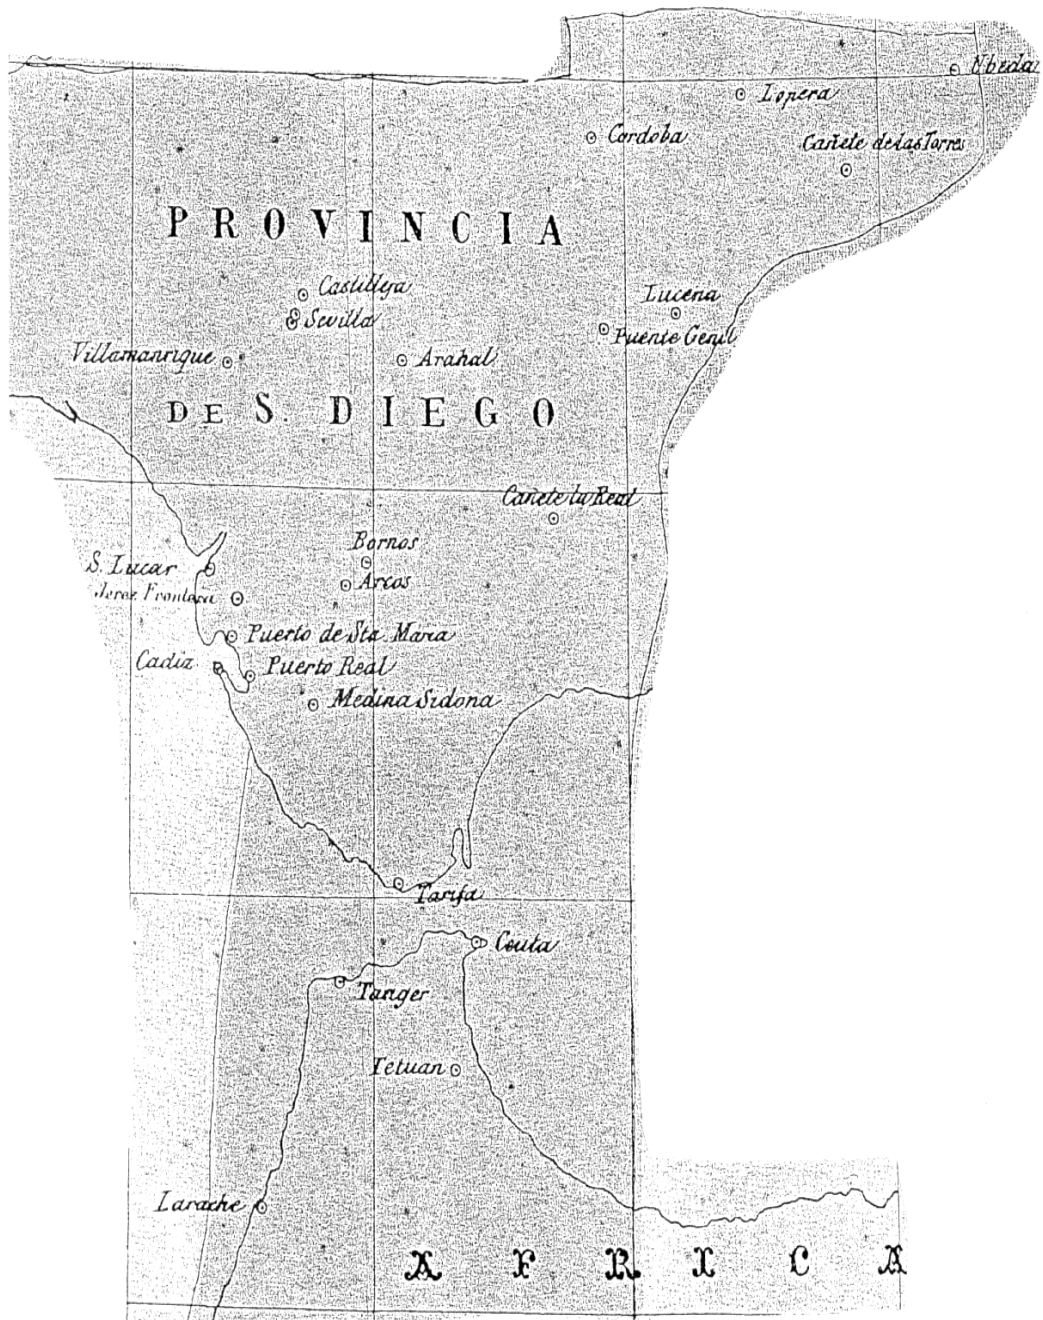 Ubeda
Lopera
Cordoba
Cañete de las Torres
PROVINCIA
Castilleja
Sevilla
Lucena
Puente Genil
Villamanrique
Arahal
DE S. DIEGO
Cañete la Real
Bornos
S. Lucar
Arcos
Jerez Frontera
Puerto de Sta. Maria
Cadiz
Puerto Real
Medina Sidona
Tarifa
Ceuta
Tanger
Tetuan
Larache
AFRICA